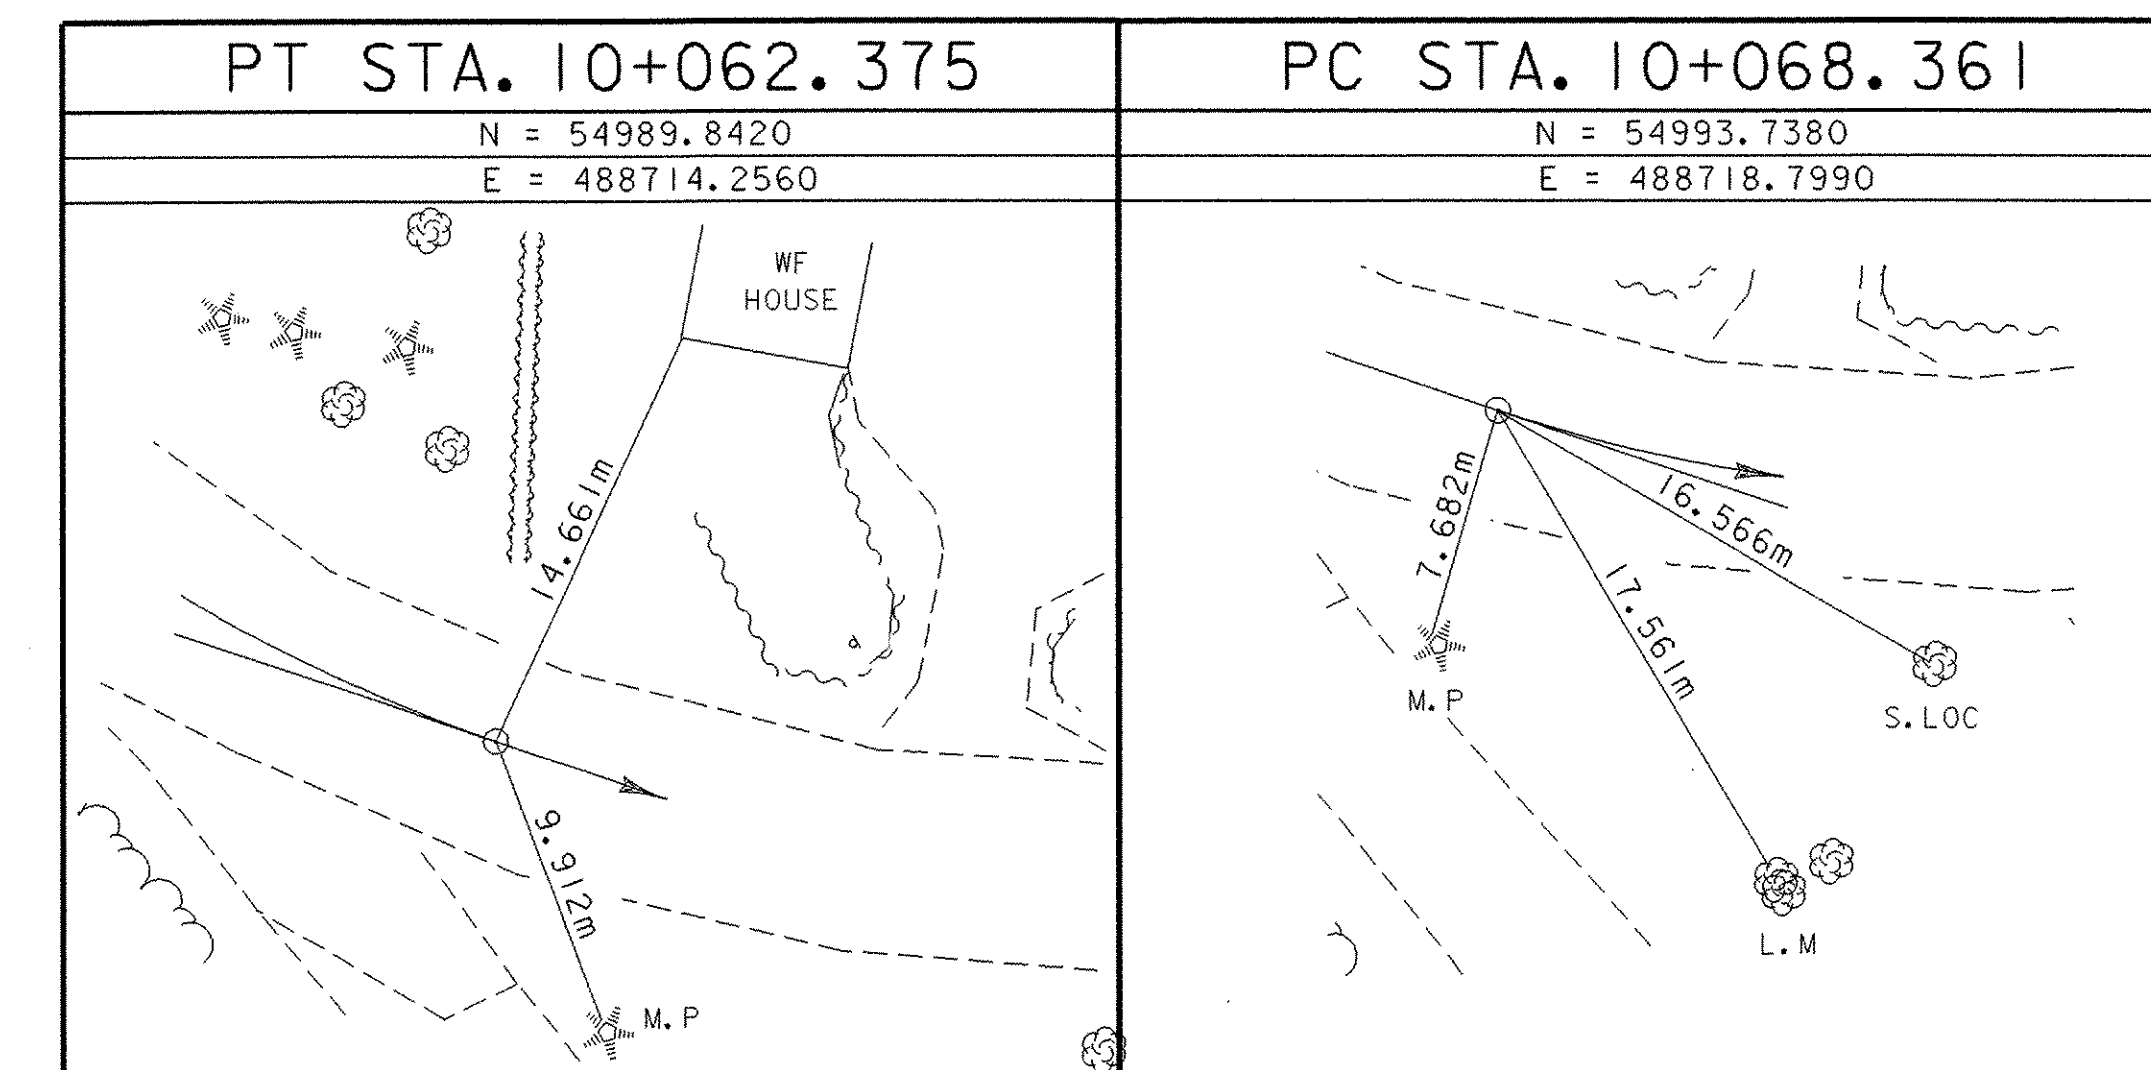 PT STA. 10+062.375
N = 54989.8420
E = 488714.2560
WF
HOUSE
14.661m
9.912m
M.P
PC STA. 10+068.361
N = 54993.7380
E = 488718.7990
7.682m
16.566m
17.561m
M.P
S.LOC
L.M